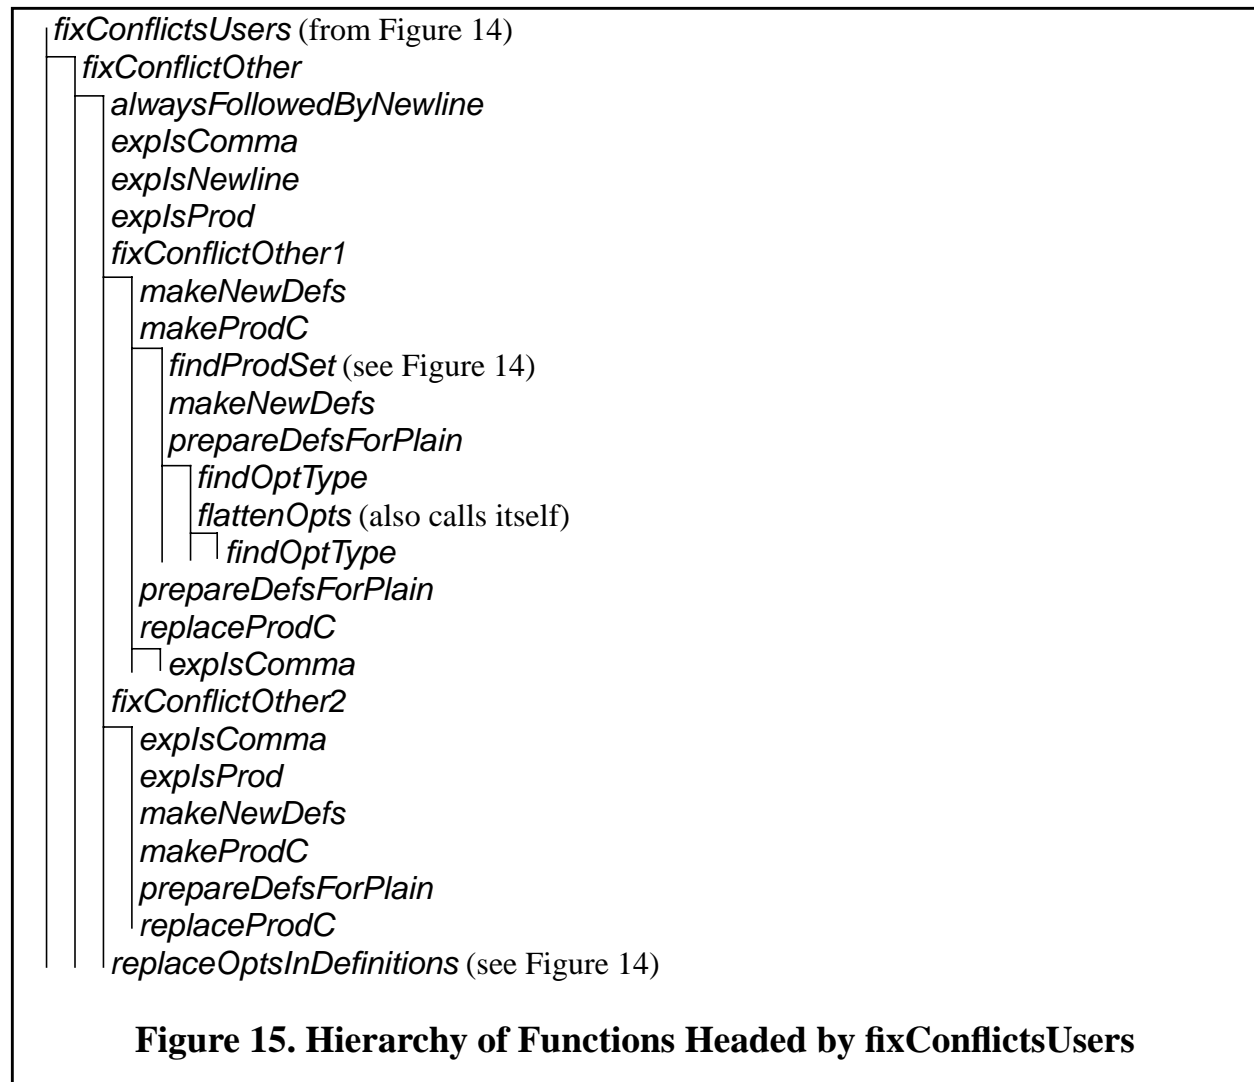 fixConflictsUsers (from Figure 14)
fixConflictOther
alwaysFollowedByNewline
expIsComma
expIsNewline
expIsProd
fixConflictOther1
makeNewDefs
makeProdC
findProdSet (see Figure 14)
makeNewDefs
prepareDefsForPlain
findOptType
flattenOpts (also calls itself)
findOptType
prepareDefsForPlain
replaceProdC
expIsComma
fixConflictOther2
expIsComma
expIsProd
makeNewDefs
makeProdC
prepareDefsForPlain
replaceProdC
replaceOptsInDefinitions (see Figure 14)
Figure 15. Hierarchy of Functions Headed by fixConflictsUsers